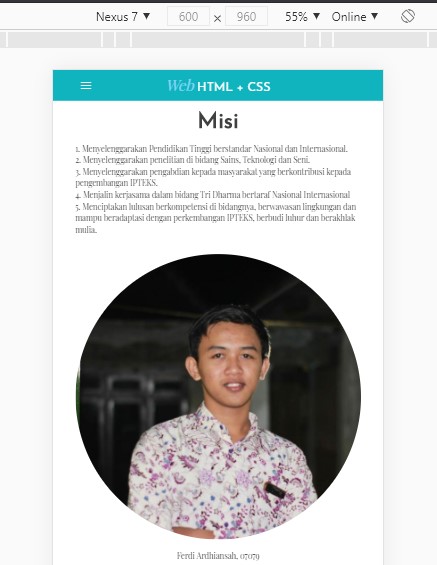 Nexus 7 ▼ 600 × 960 55% ▼ Online ▼
Web HTML + CSS
Misi
1. Menyelenggarakan Pendidikan Tinggi berstandar Nasional dan Internasional.
2. Menyelenggarakan penelitian di bidang Sains, Teknologi dan Seni.
3. Menyelenggarakan pengabdian kepada masyarakat yang berkontribusi kepada
pengembangan IPTEKS.
4. Menjalin kerjasama dalam bidang Tri Dharma bertaraf Nasional Internasional
5. Menciptakan lulusan berkompetensi di bidangnya, berwawasan lingkungan dan
mampu beradaptasi dengan perkembangan IPTEKS, berbudi luhur dan berakhlak
mulia.
Ferdi Ardhiansah, 07079